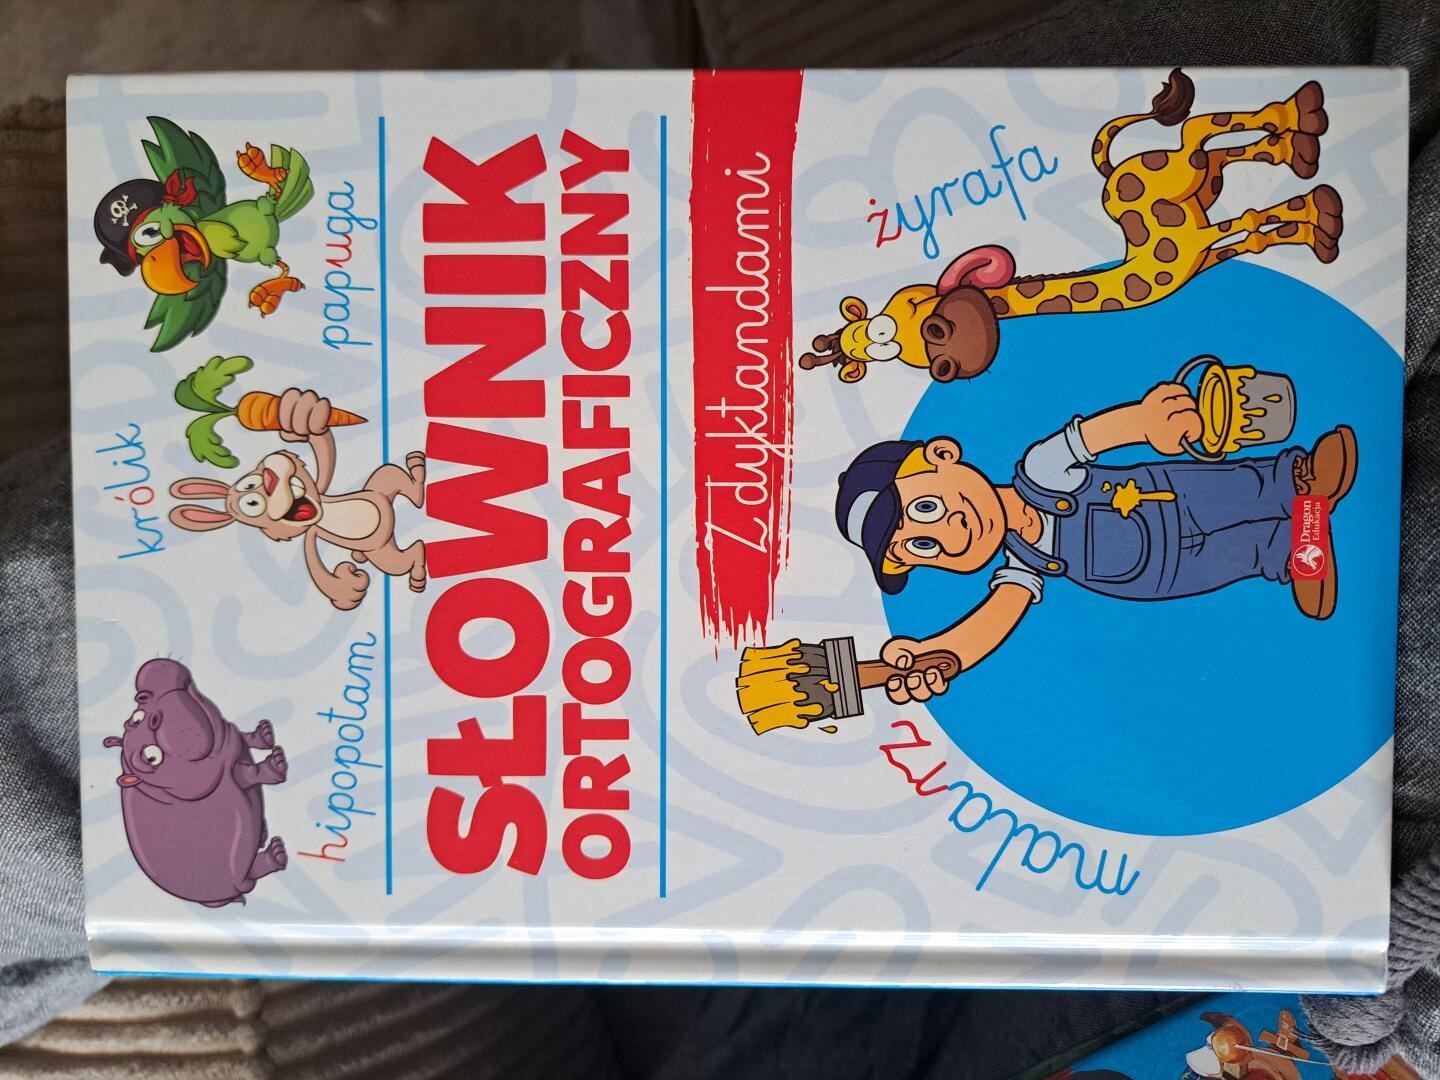 królik
papuga
hipopotam
SŁOWNIK
ORTOGRAFICZNY
Z dyktandami
żyrafa
malarz
Dragon
Edukacja